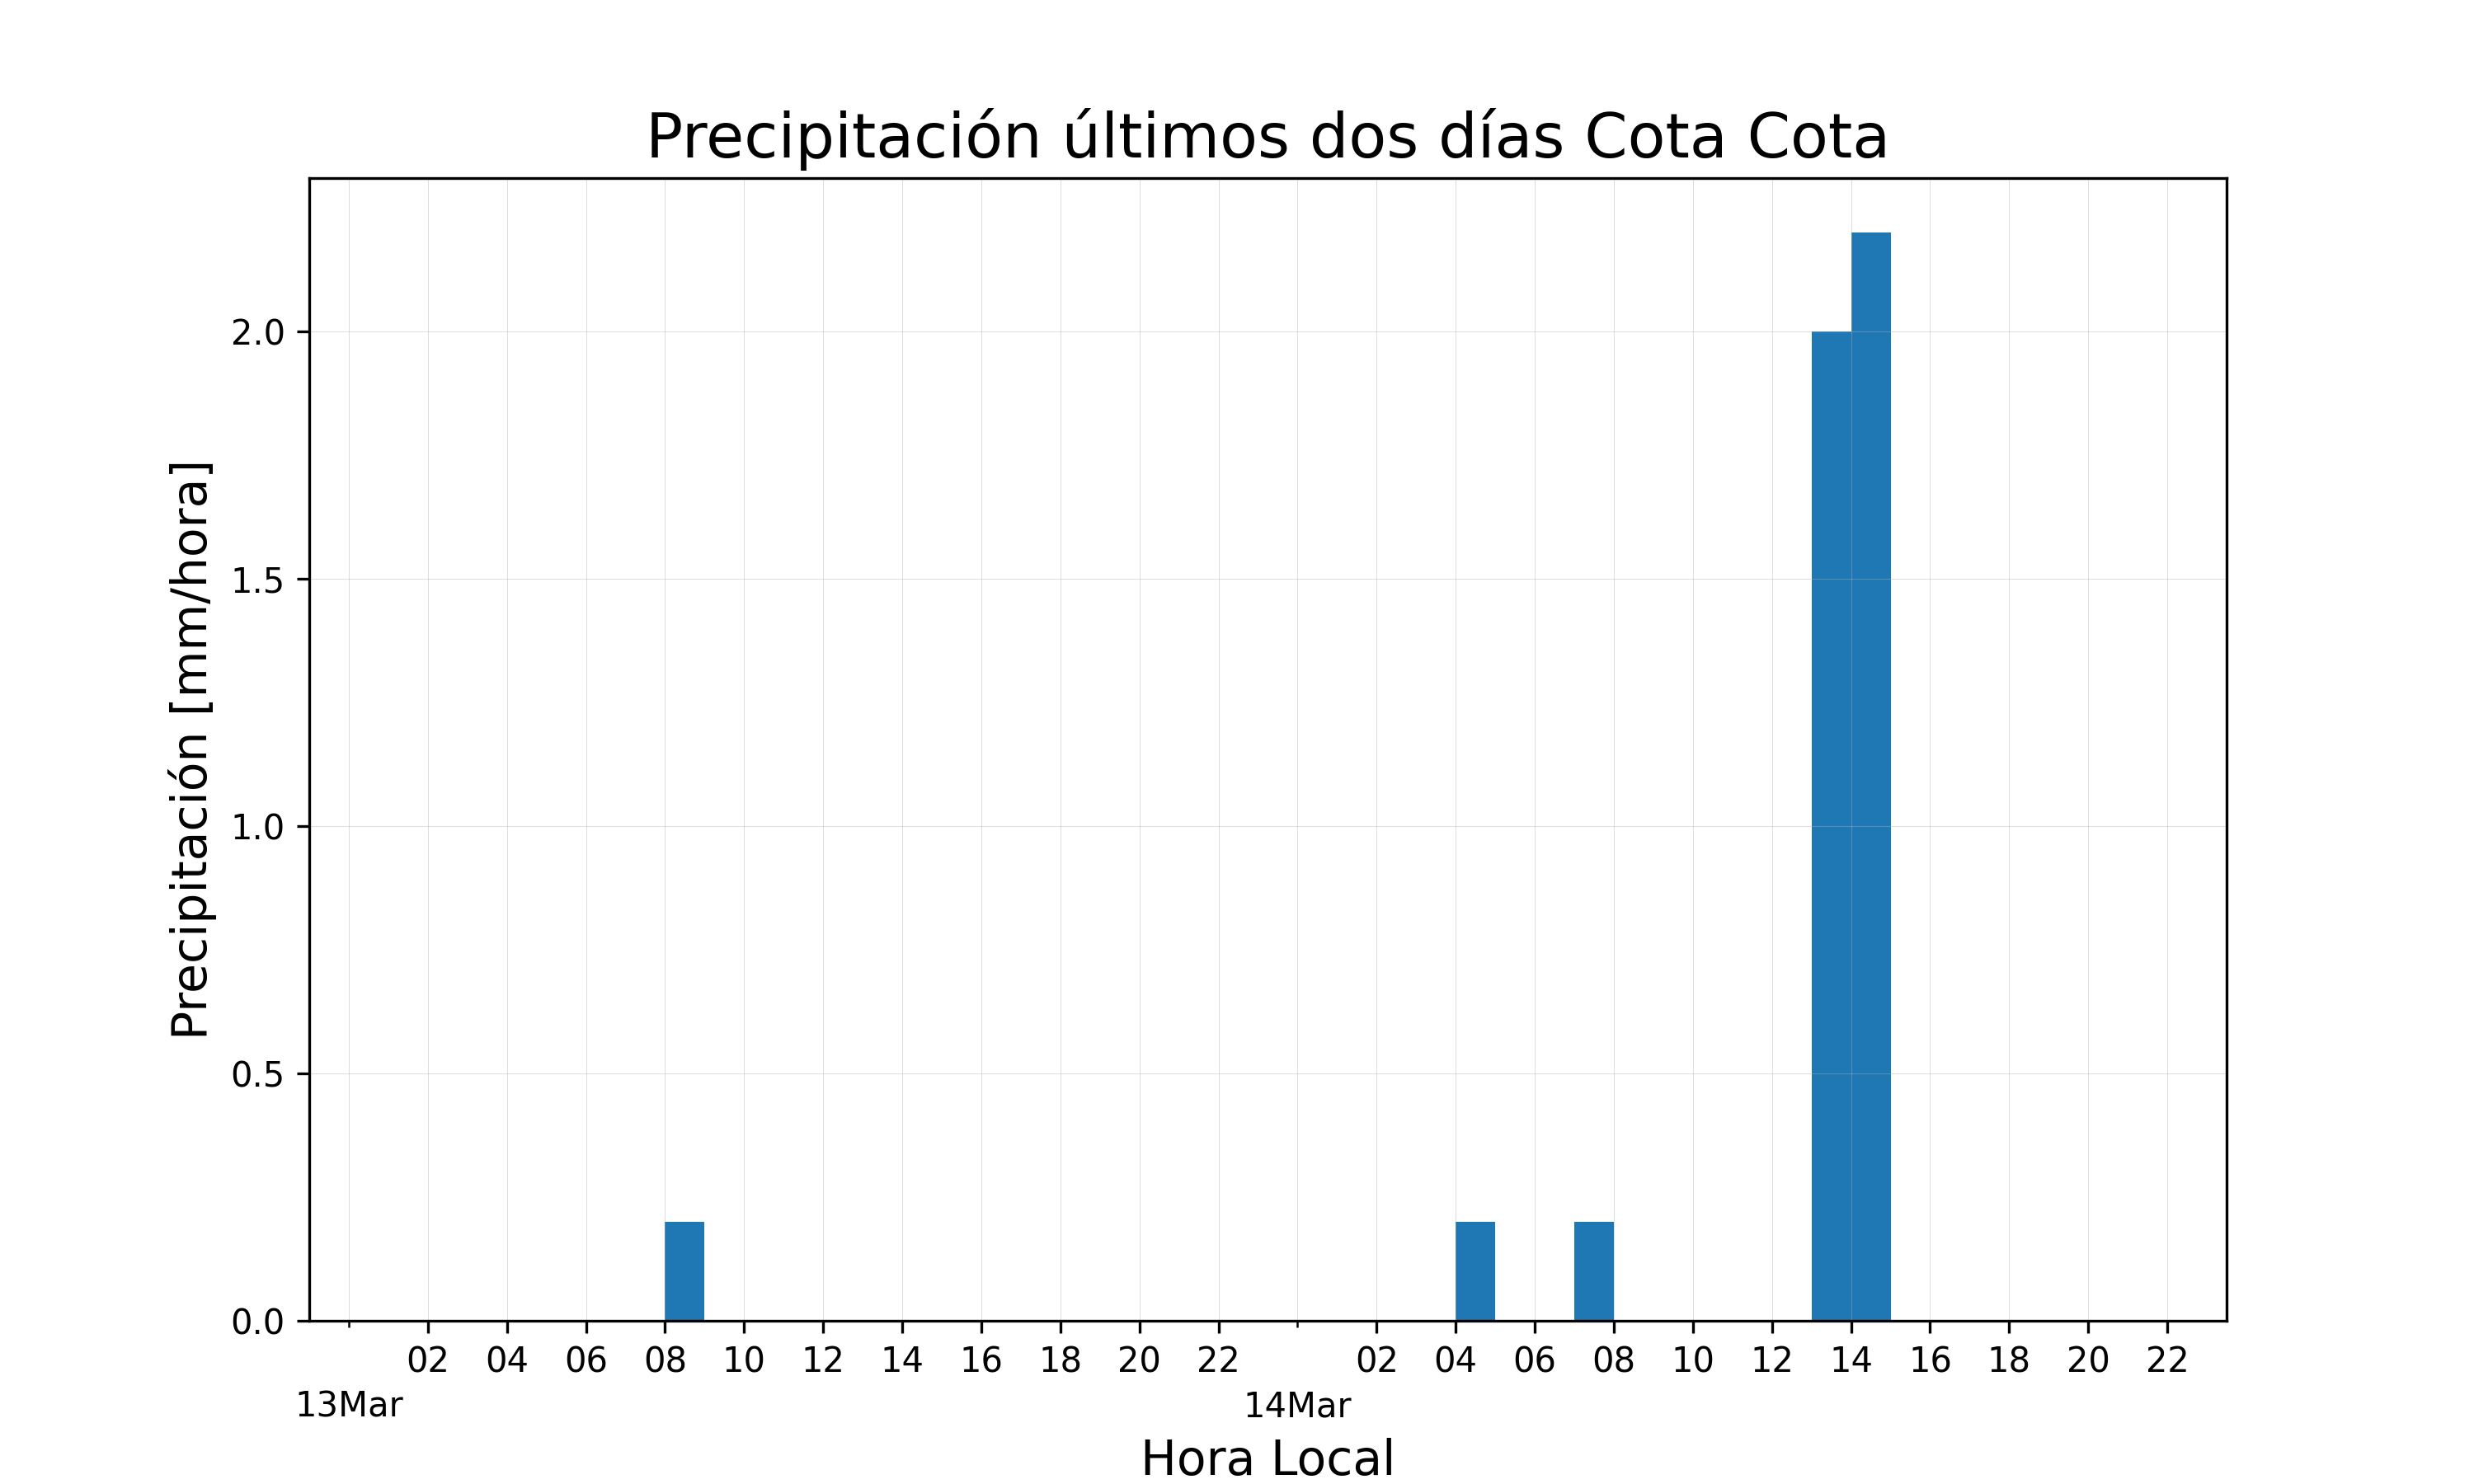 Precipitación últimos dos días Cota Cota
Precipitación [mm/hora]
2.0
1.5
1.0
0.5
0.0
02 04 06 08 10 12 14 16 18 20 22 02 04 06 08 10 12 14 16 18 20 22
13Mar 14Mar
Hora Local